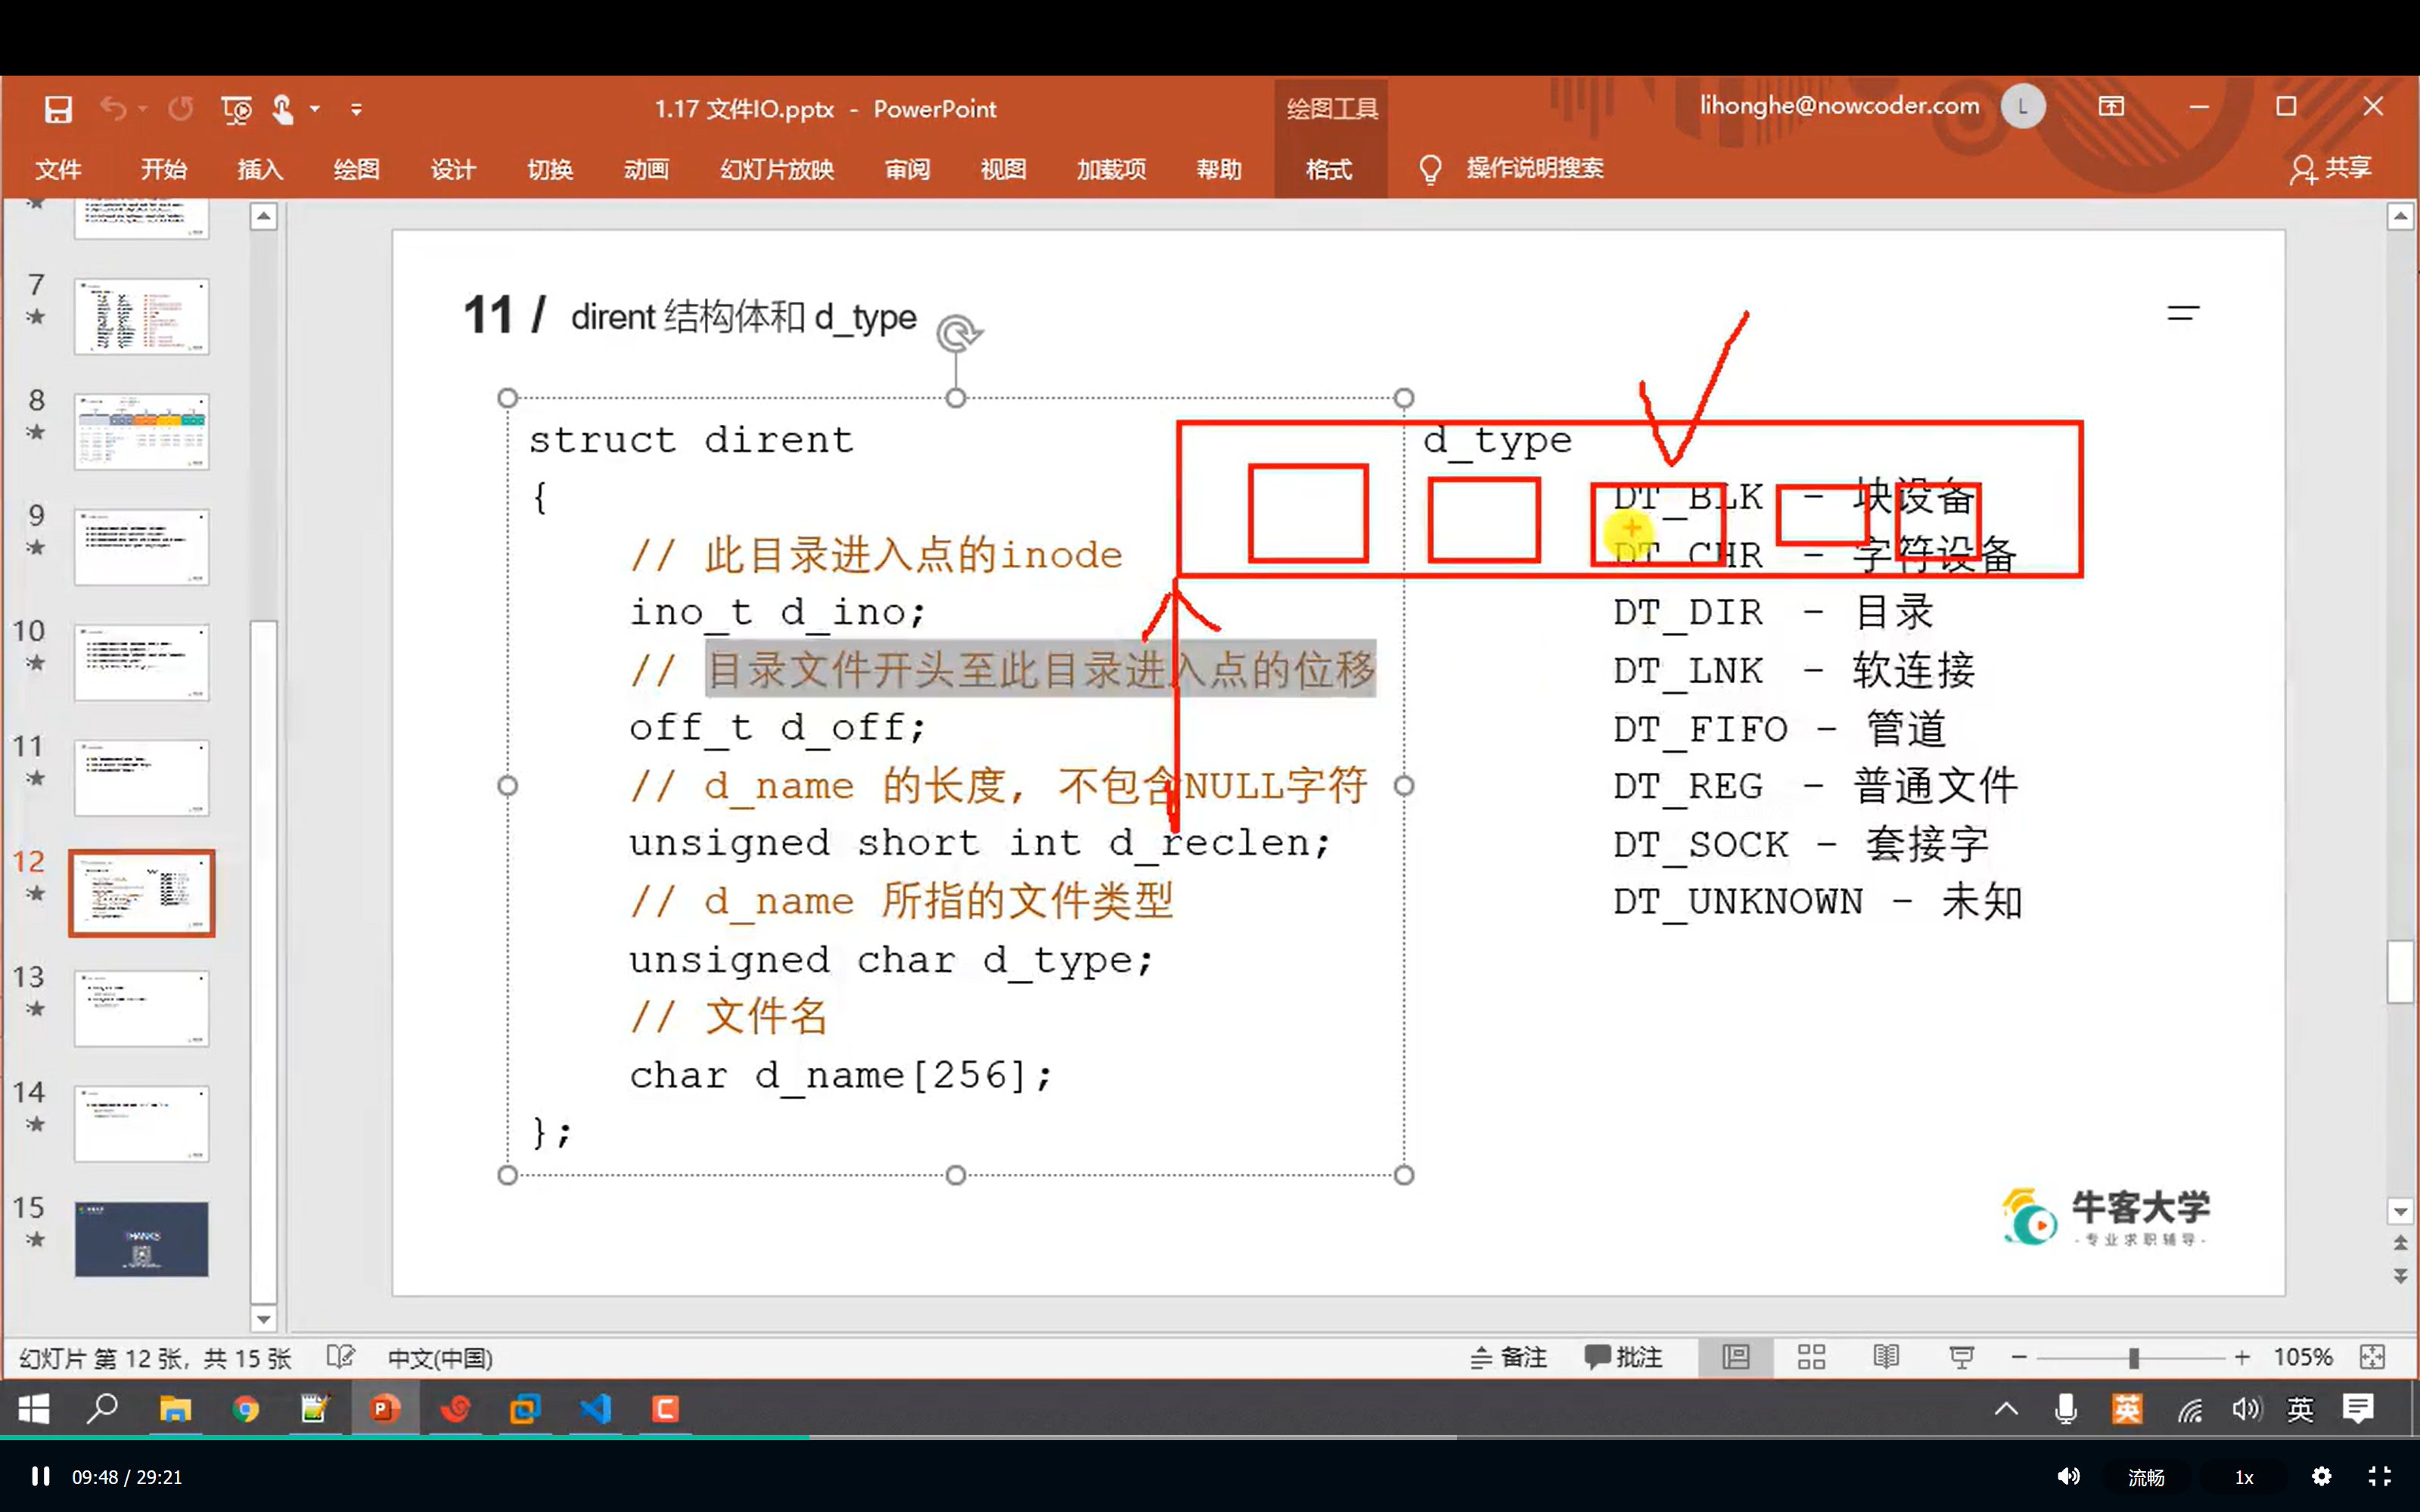 1.17 文件IO.pptx - PowerPoint
绘图工具
lihonghe@nowcoder.com
L
文件
开始
插入
绘图
设计
切换
动画
幻灯片放映
审阅
视图
加载项
帮助
格式
操作说明搜索
共享
7
8
9
10
11
12
13
14
15
THANKS
11 / dirent 结构体和 d_type
struct dirent
{
// 此目录进入点的inode
ino_t d_ino;
// 目录文件开头至此目录进入点的位移
off_t d_off;
// d_name 的长度, 不包含NULL字符
unsigned short int d_reclen;
// d_name 所指的文件类型
unsigned char d_type;
// 文件名
char d_name[256];
};
d_type
DT_BLK - 块设备
DT_CHR - 字符设备
DT_DIR - 目录
DT_LNK - 软连接
DT_FIFO - 管道
DT_REG - 普通文件
DT_SOCK - 套接字
DT_UNKNOWN - 未知
牛客大学
-专业求职辅导-
幻灯片 第 12 张，共 15 张
中文(中国)
备注
批注
105%
英
英
09:48 / 29:21
流畅
1x